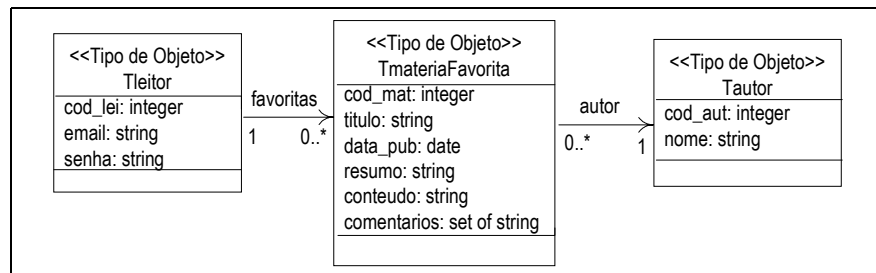 <<Tipo de Objeto>>
Tleitor
cod_lei: integer
email: string
senha: string
favoritas
1
0..*
<<Tipo de Objeto>>
TmateriaFavorita
cod_mat: integer
titulo: string
data_pub: date
resumo: string
conteudo: string
comentarios: set of string
autor
0..*
1
<<Tipo de Objeto>>
Tautor
cod_aut: integer
nome: string